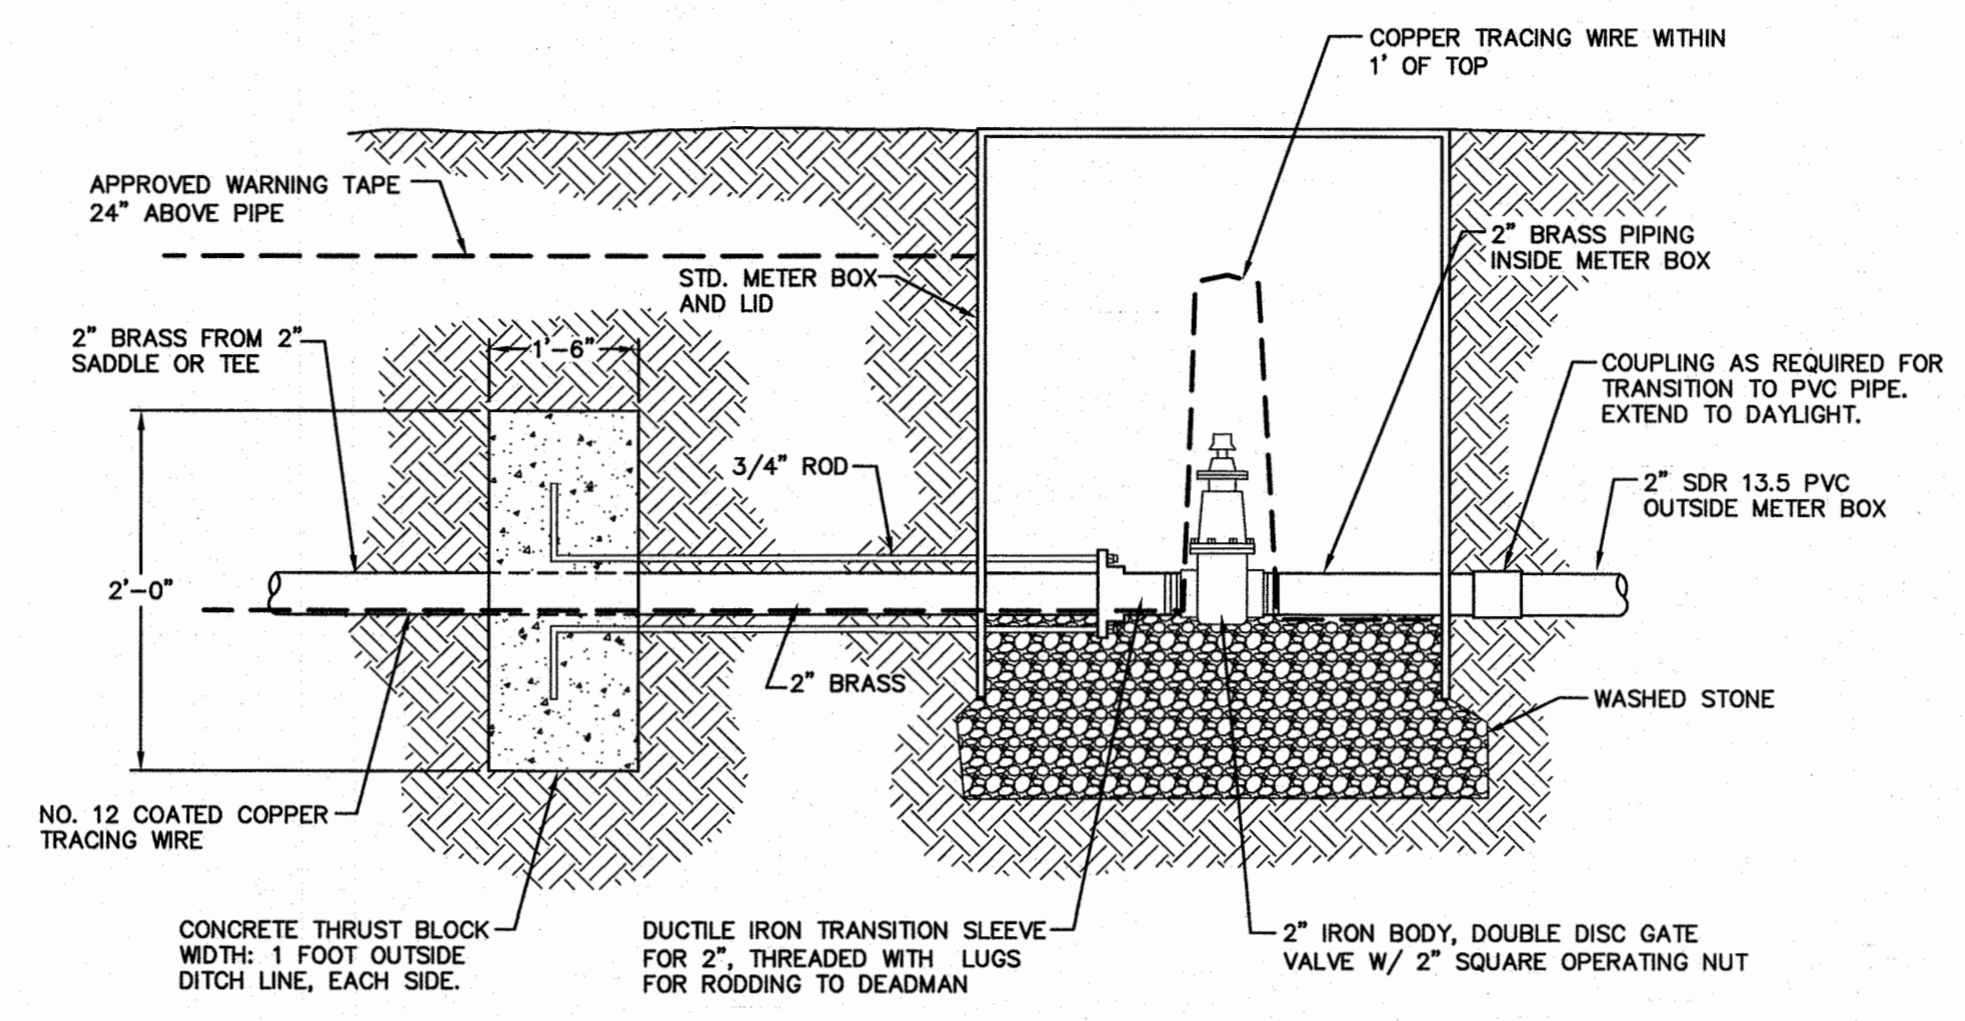 COPPER TRACING WIRE WITHIN
1' OF TOP
APPROVED WARNING TAPE
24" ABOVE PIPE
2" BRASS PIPING
INSIDE METER BOX
STD. METER BOX
AND LID
2" BRASS FROM 2"
SADDLE OR TEE
1'-6"
COUPLING AS REQUIRED FOR
TRANSITION TO PVC PIPE.
EXTEND TO DAYLIGHT.
3/4" ROD
2" SDR 13.5 PVC
OUTSIDE METER BOX
2'-0"
2" BRASS
WASHED STONE
NO. 12 COATED COPPER
TRACING WIRE
CONCRETE THRUST BLOCK
WIDTH: 1 FOOT OUTSIDE
DITCH LINE, EACH SIDE.
DUCTILE IRON TRANSITION SLEEVE
FOR 2", THREADED WITH LUGS
FOR RODDING TO DEADMAN
2" IRON BODY, DOUBLE DISC GATE
VALVE W/ 2" SQUARE OPERATING NUT